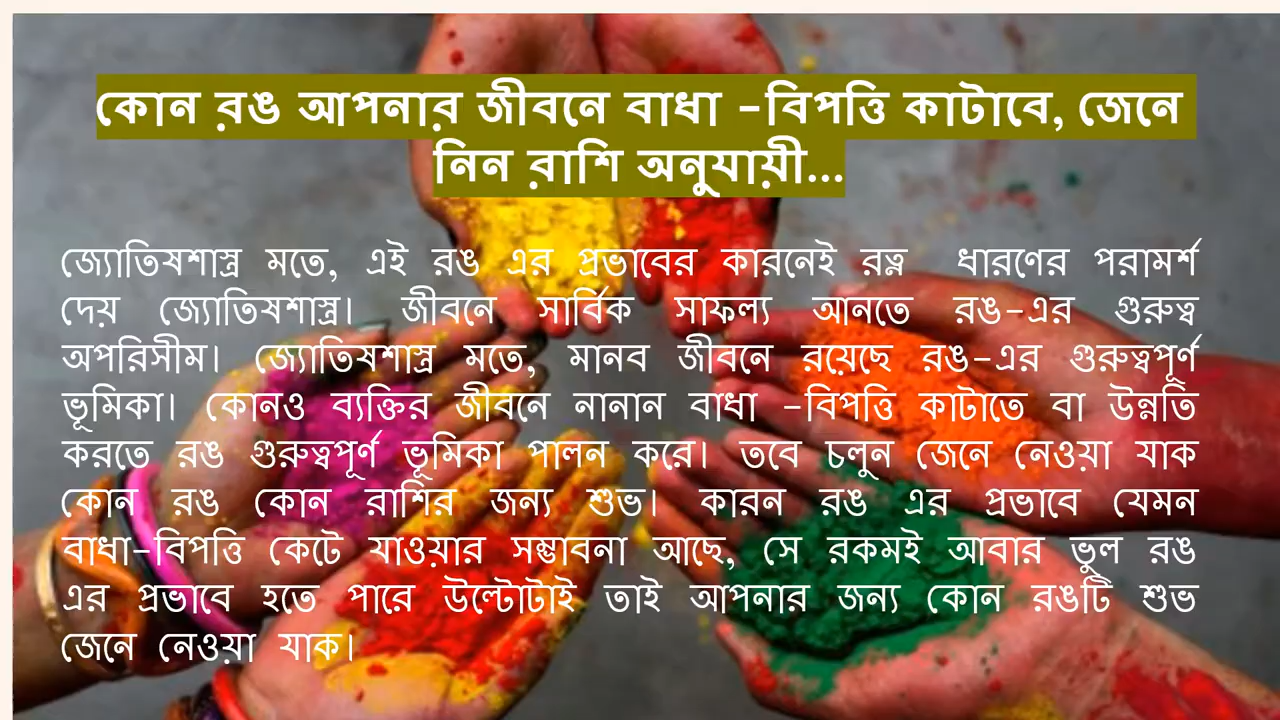 কোন রঙ আপনার জীবনে বাধা -বিপত্তি কাটাবে, জেনে
নিন রাশি অনুযায়ী...
জ্যোতিষশাস্ত্র মতে, এই রঙ এর প্রভাবের কারনেই রত্ন ধারণের পরামর্শ
দেয় জ্যোতিষশাস্ত্র। জীবনে সার্বিক সাফল্য আনতে রঙ-এর গুরুত্ব
অপরিসীম। জ্যোতিষশাস্ত্র মতে, মানব জীবনে রয়েছে রঙ-এর গুরুত্বপূর্ণ
ভূমিকা। কোনও ব্যক্তির জীবনে নানান বাধা -বিপত্তি কাটাতে বা উন্নতি
করতে রঙ গুরুত্বপূর্ণ ভূমিকা পালন করে। তবে চলুন জেনে নেওয়া যাক
কোন রঙ কোন রাশির জন্য শুভ। কারন রঙ এর প্রভাবে যেমন
বাধা-বিপত্তি কেটে যাওয়ার সম্ভাবনা আছে, সে রকমই আবার ভুল রঙ
এর প্রভাবে হতে পারে উল্টোটাই তাই আপনার জন্য কোন রঙটি শুভ
জেনে নেওয়া যাক।